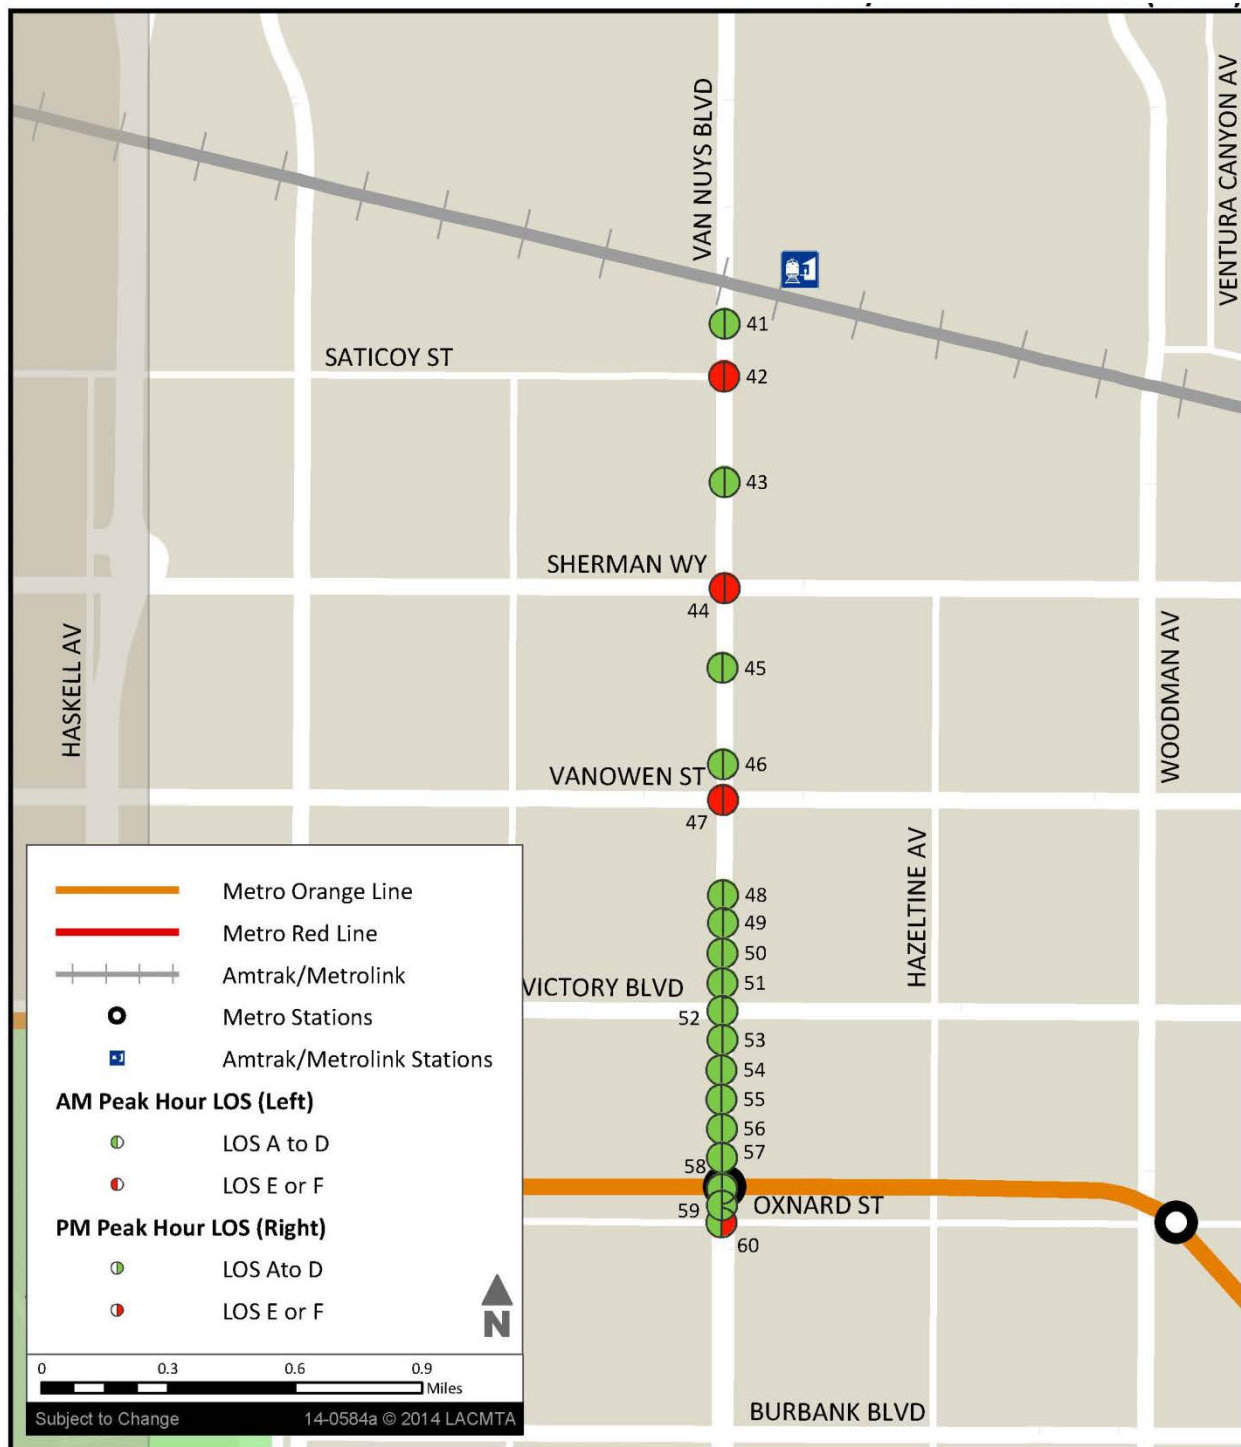 VAN NUYS BLVD
VENTURA CANYON AV
41
SATICOY ST
42
43
SHERMAN WY
44
HASKELL AV
WOODMAN AV
45
46
VANOWEN ST
47
HAZELTINE AV
48
49
50
51
VICTORY BLVD
52
53
54
55
56
57
58
59
OXNARD ST
60
BURBANK BLVD
Metro Orange Line
Metro Red Line
Amtrak/Metrolink
Metro Stations
Amtrak/Metrolink Stations
AM Peak Hour LOS (Left)
LOS A to D
LOS E or F
PM Peak Hour LOS (Right)
LOS Ato D
LOS E or F
N
0 0.3 0.6 0.9
Miles
Subject to Change 14-0584a © 2014 LACMTA